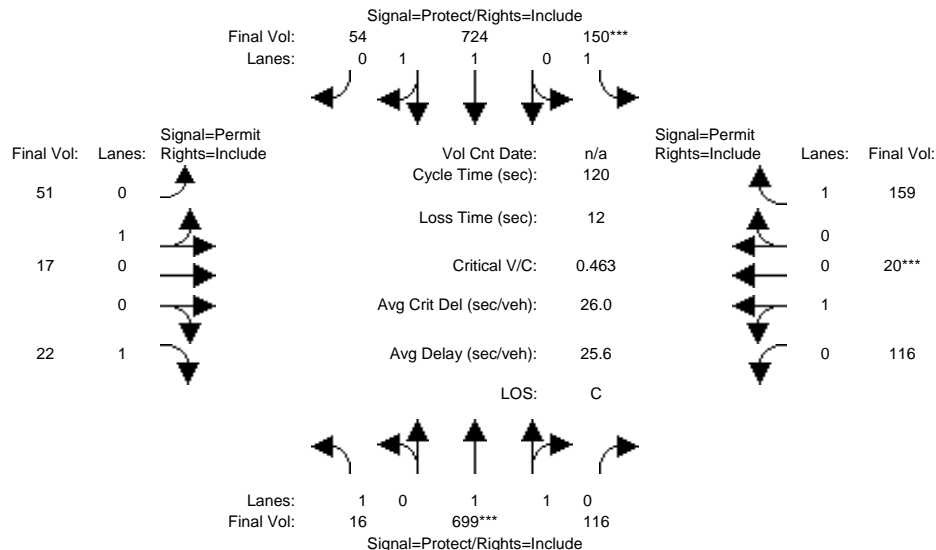 Signal=Protect/Rights=Include
Final Vol: 54 724 150***
Lanes: 0 1 1 0 1
Signal=Permit
Final Vol: Lanes: Rights=Include
Vol Cnt Date: n/a
Signal=Permit
Rights=Include Lanes: Final Vol:
Cycle Time (sec): 120
51 0
1 159
Loss Time (sec): 12
1
0
17 0
Critical V/C: 0.463
0 20***
0
Avg Crit Del (sec/veh): 26.0
1
22 1
Avg Delay (sec/veh): 25.6
0 116
LOS: C
Lanes: 1 0 1 1 0
Final Vol: 16 699*** 116
Signal=Protect/Rights=Include